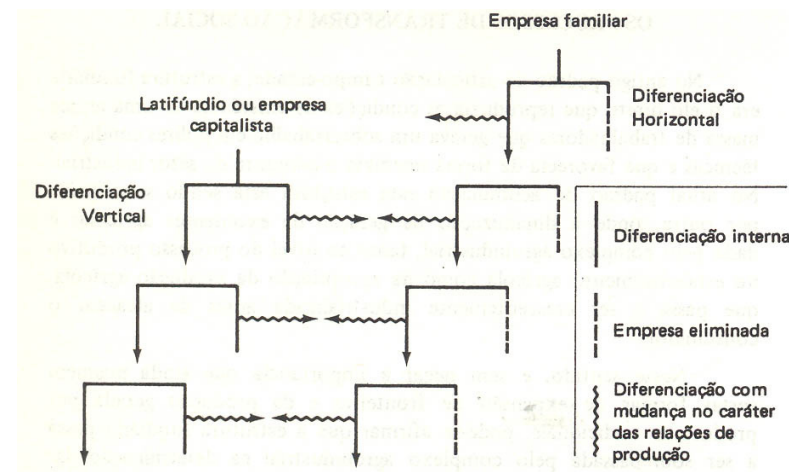 Empresa familiar
Diferenciação
Horizontal
Latifúndio ou empresa
capitalista
Diferenciação
Vertical
Diferenciação interna
Empresa eliminada
Diferenciação com
mudança no caráter
das relações de
produção